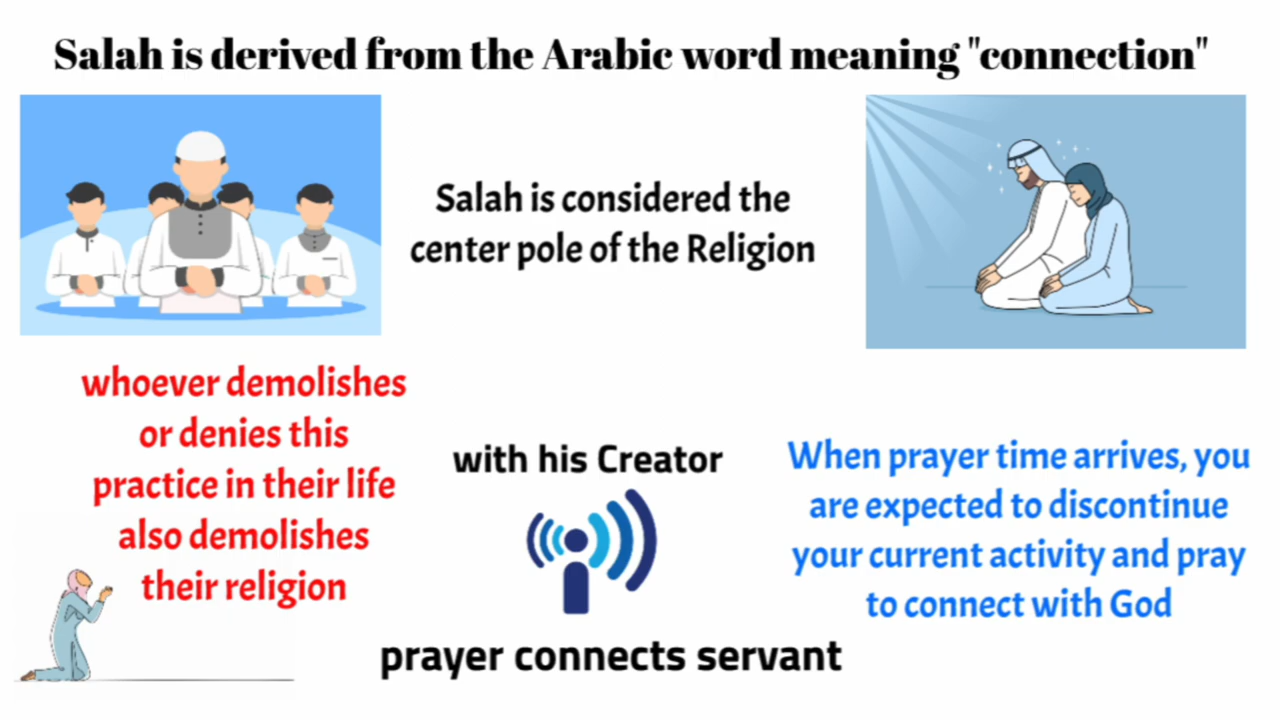 Salah is derived from the Arabic word meaning "connection"
Salah is considered the
center pole of the Religion
whoever demolishes
or denies this
practice in their life
also demolishes
their religion
with his Creator
prayer connects servant
When prayer time arrives, you
are expected to discontinue
your current activity and pray
to connect with God